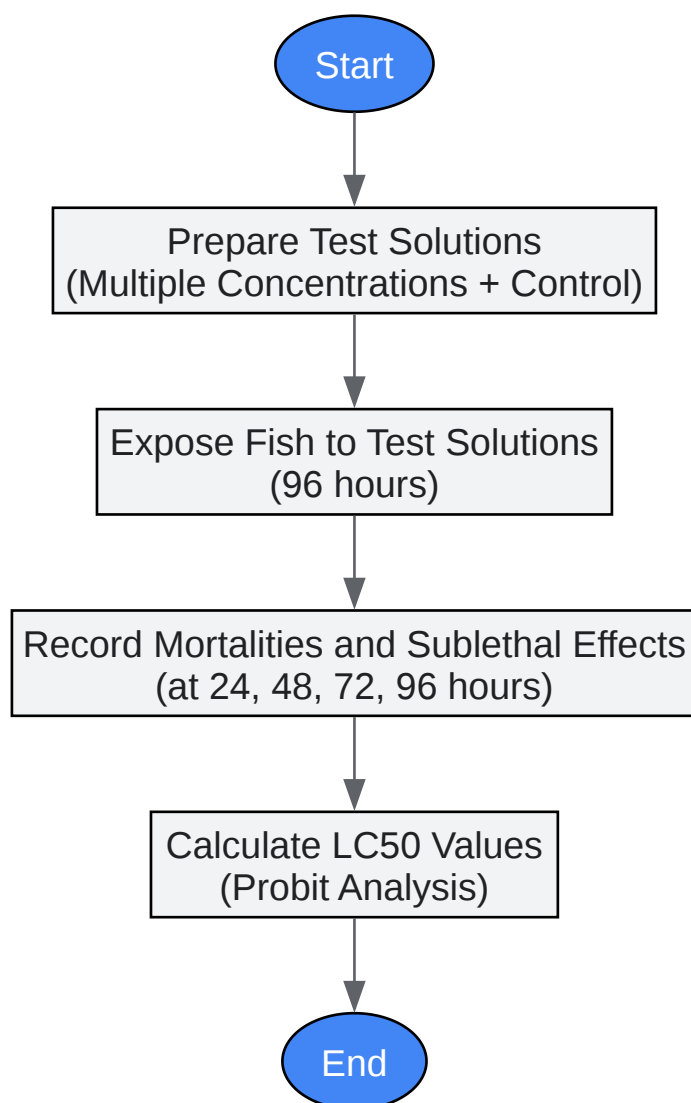 Start
Prepare Test Solutions
(Multiple Concentrations + Control)
Expose Fish to Test Solutions
(96 hours)
Record Mortalities and Sublethal Effects
(at 24, 48, 72, 96 hours)
Calculate LC50 Values
(Probit Analysis)
End